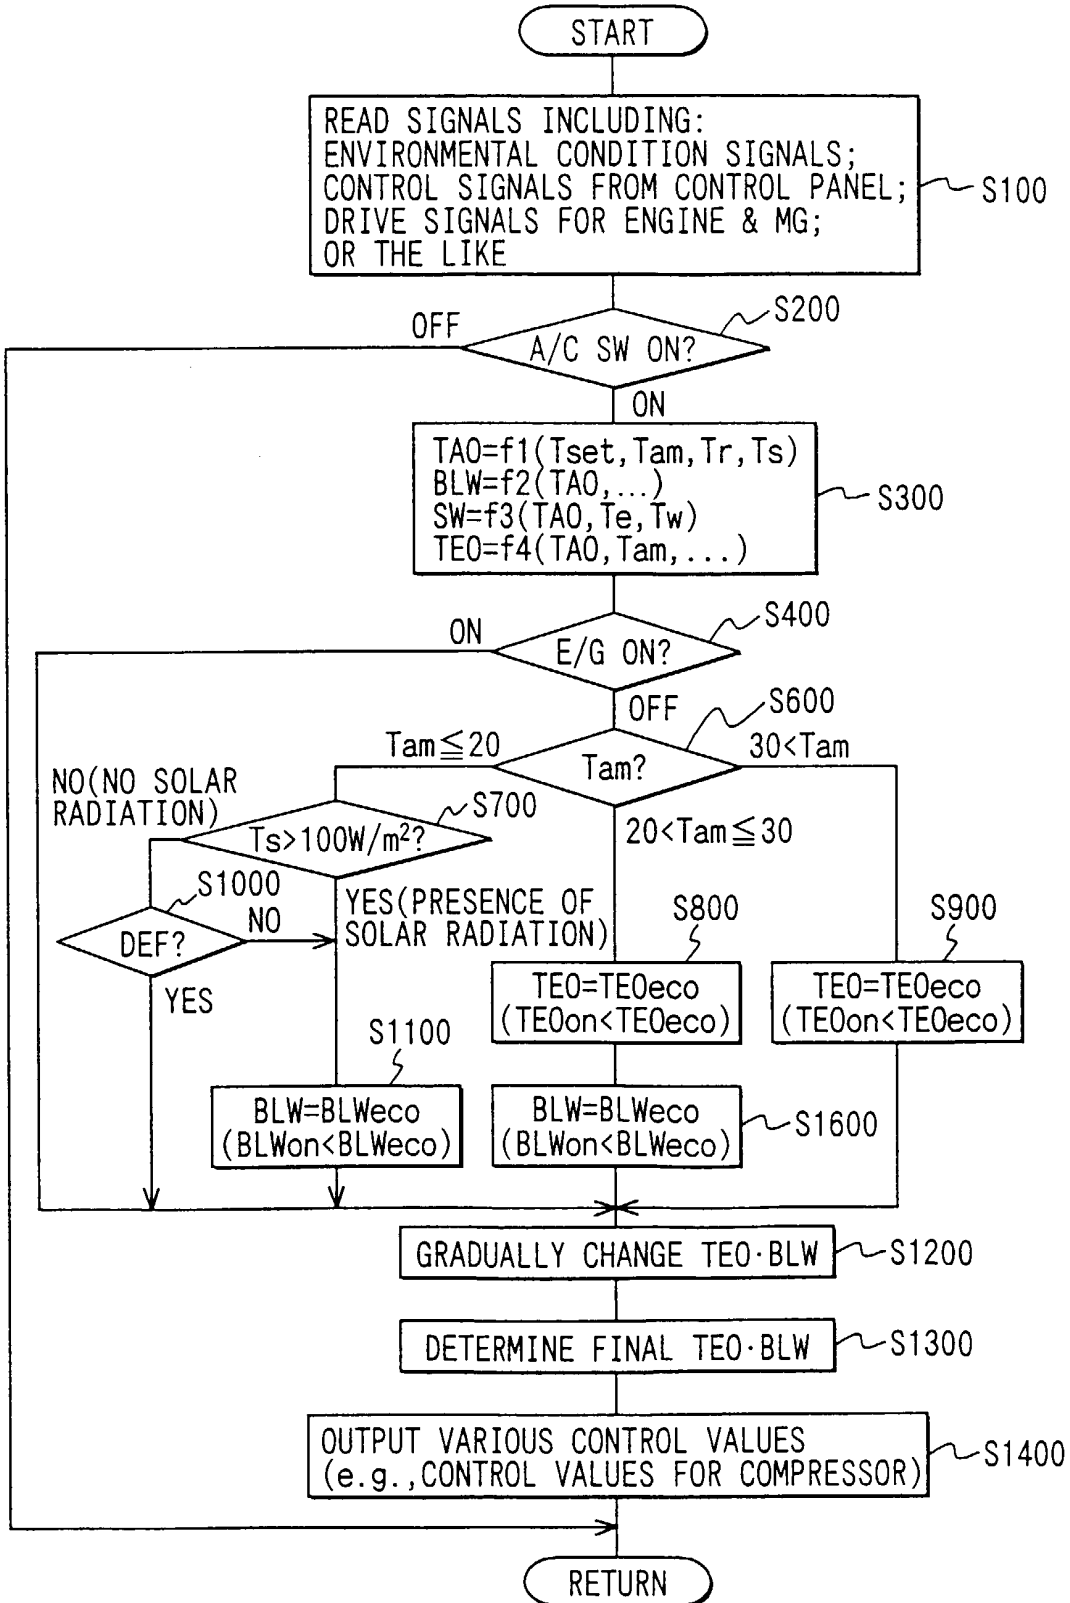 START
READ SIGNALS INCLUDING:
ENVIRONMENTAL CONDITION SIGNALS;
CONTROL SIGNALS FROM CONTROL PANEL;
DRIVE SIGNALS FOR ENGINE & MG;
OR THE LIKE
S100
S200
OFF
A/C SW ON?
ON
TAO=f1(Tset,Tam,Tr,Ts)
BLW=f2(TAO,...)
SW=f3(TAO,Te,Tw)
TEO=f4(TAO,Tam,...)
S300
S400
ON
E/G ON?
OFF
S600
Tam≦20
30<Tam
Tam?
NO(NO SOLAR
RADIATION)
S700
20<Tam≦30
Ts>100W/m²?
S1000
NO
DEF?
YES
YES(PRESENCE OF
SOLAR RADIATION)
S800
S900
TEO=TEOeco
(TEOon<TEOeco)
TEO=TEOeco
(TEOon<TEOeco)
S1100
BLW=BLWeco
(BLWon<BLWeco)
BLW=BLWeco
(BLWon<BLWeco)
S1600
GRADUALLY CHANGE TEO·BLW
S1200
DETERMINE FINAL TEO·BLW
S1300
OUTPUT VARIOUS CONTROL VALUES
(e.g.,CONTROL VALUES FOR COMPRESSOR)
S1400
RETURN